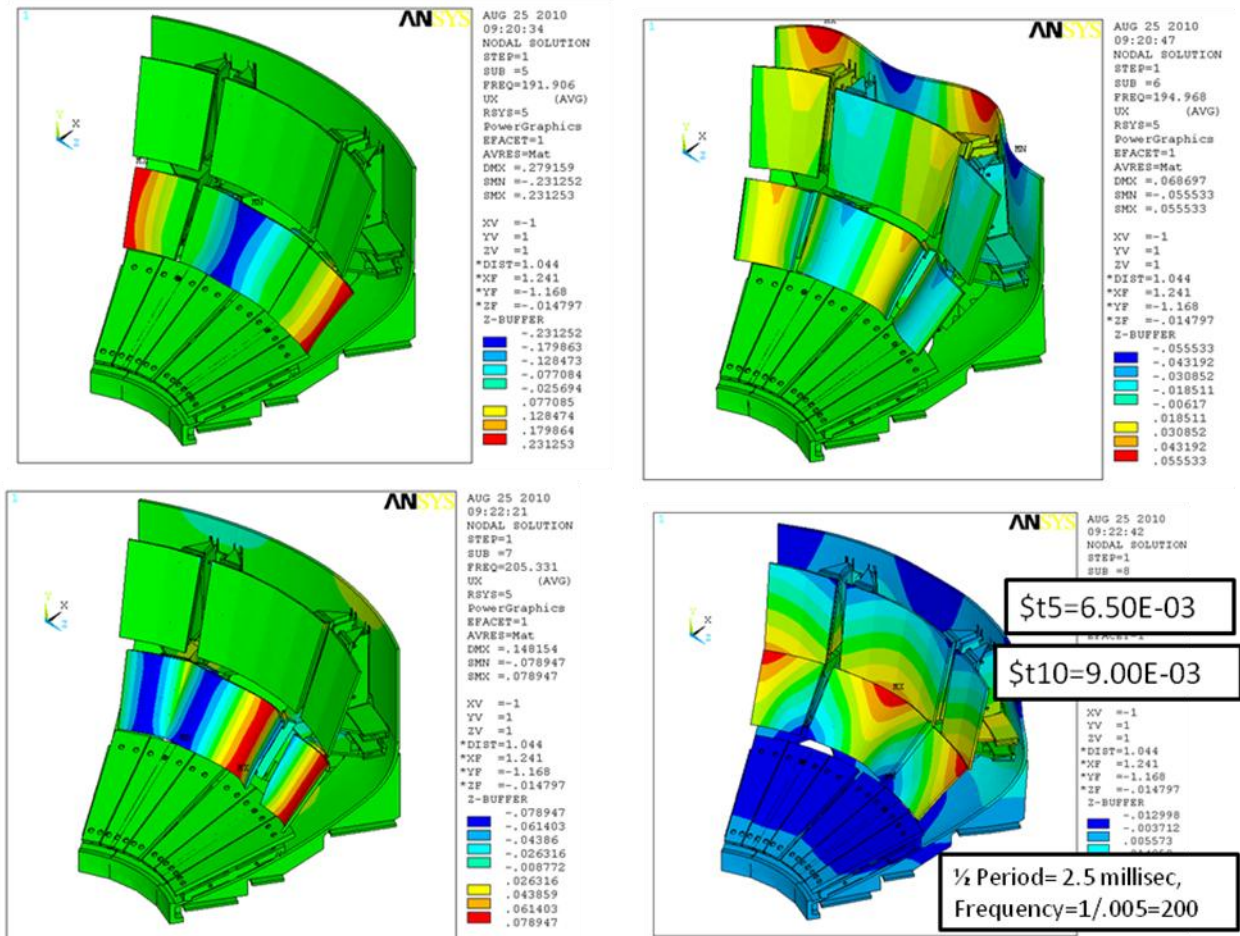 1
ANSYS
AUG 25 2010
09:20:34
NODAL SOLUTION
STEP=1
SUB =5
FREQ=191.906
UX (AVG)
RSYS=5
PowerGraphics
EFACET=1
AVRES=Mat
DMX =.279159
SMN =-.231252
SMX =.231253
XV =-1
YV =1
ZV =1
*DIST=1.044
*XF =1.241
*YF =-1.168
*ZF =-.014797
Z-BUFFER
-.231252
-.179863
-.128473
-.077084
-.025694
.077085
.128474
.179864
.231253
Y
X
Z
MN
1
ANSYS
AUG 25 2010
09:20:47
NODAL SOLUTION
STEP=1
SUB =6
FREQ=194.968
UX (AVG)
RSYS=5
PowerGraphics
EFACET=1
AVRES=Mat
DMX =.068697
SMN =-.055533
SMX =.055533
XV =-1
YV =1
ZV =1
*DIST=1.044
*XF =1.241
*YF =-1.168
*ZF =-.014797
Z-BUFFER
-.055533
-.043192
-.030852
-.018511
-.00617
.018511
.030852
.043192
.055533
MX
Y
X
Z
MN
1
ANSYS
AUG 25 2010
09:22:21
NODAL SOLUTION
STEP=1
SUB =7
FREQ=205.331
UX (AVG)
RSYS=5
PowerGraphics
EFACET=1
AVRES=Mat
DMX =.148154
SMN =-.078947
SMX =.078947
XV =-1
YV =1
ZV =1
*DIST=1.044
*XF =1.241
*YF =-1.168
*ZF =-.014797
Z-BUFFER
-.078947
-.061403
-.04386
-.026316
-.008772
.026316
.043859
.061403
.078947
Y
X
Z
1
ANSYS
AUG 25 2010
09:22:42
NODAL SOLUTION
STEP=1
SUB =8
$t5=6.50E-03
EFACET=1
$t10=9.00E-03
XV =-1
YV =1
ZV =1
*DIST=1.044
*XF =1.241
*YF =-1.168
*ZF =-.014797
Z-BUFFER
-.012998
-.003712
.005573
Y
X
Z
MX
½ Period= 2.5 millisec,
Frequency=1/.005=200